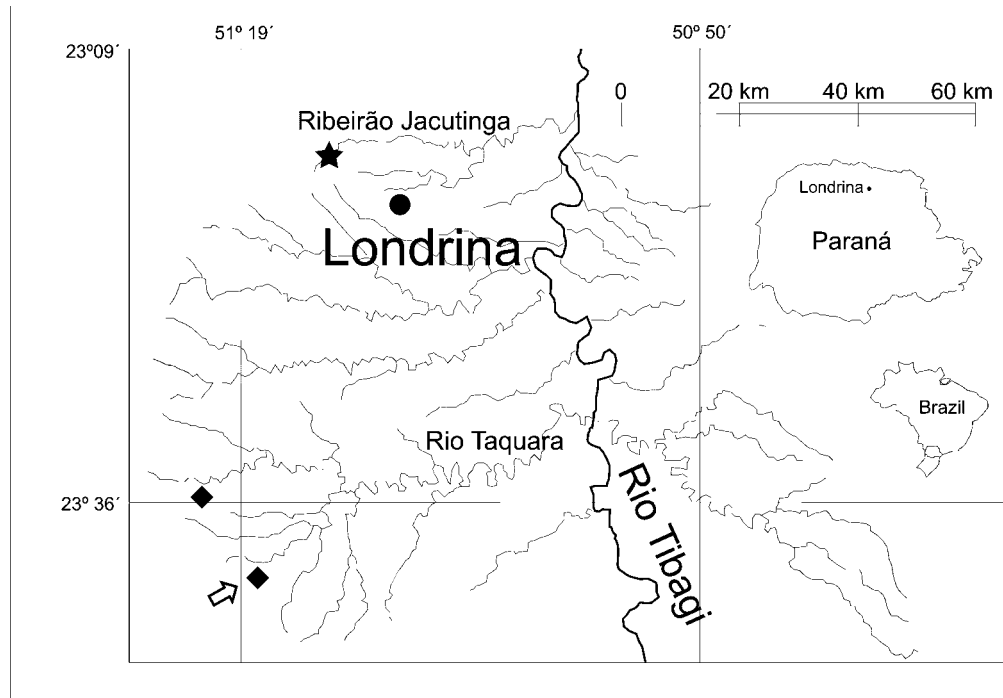 51º 19´
50º 50´
23º09´
0
20 km
40 km
60 km
Ribeirão Jacutinga
Londrina
Londrina
Paraná
Brazil
Rio Taquara
23º 36´
Rio Tibagi